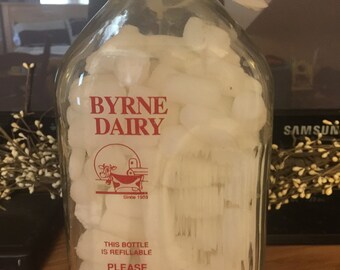 BYRNE
DAIRY
SAMSUNG
Since 1933
THIS BOTTLE
IS REFILLABLE
PLEASE